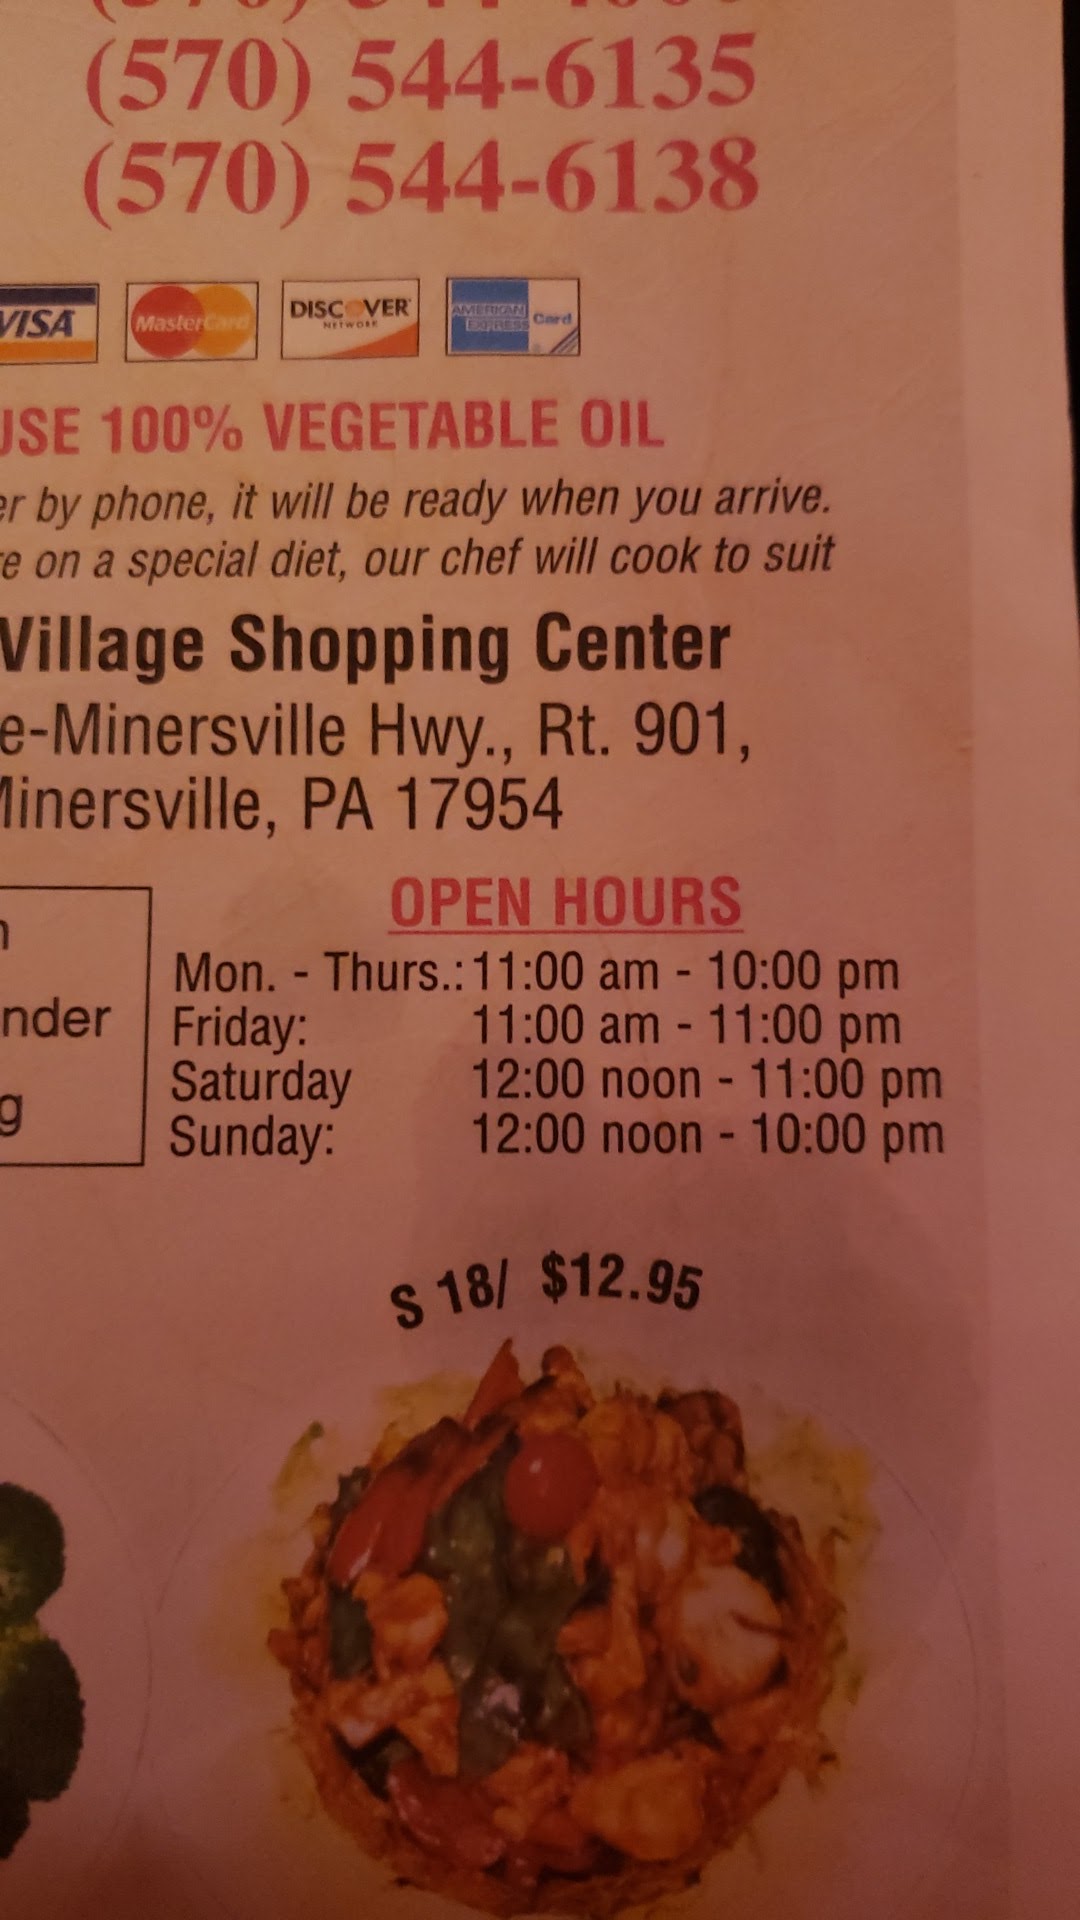 (570) 544-6135
(570) 544-6138
VISA MasterCard DISCOVER NETWORK AMERICAN EXPRESS Card
USE 100% VEGETABLE OIL
er by phone, it will be ready when you arrive.
re on a special diet, our chef will cook to suit
Village Shopping Center
e-Minersville Hwy., Rt. 901,
Minersville, PA 17954
OPEN HOURS
Mon. - Thurs.: 11:00 am - 10:00 pm
nder
Friday: 11:00 am - 11:00 pm
Saturday 12:00 noon - 11:00 pm
g
Sunday: 12:00 noon - 10:00 pm
S 18/ $12.95